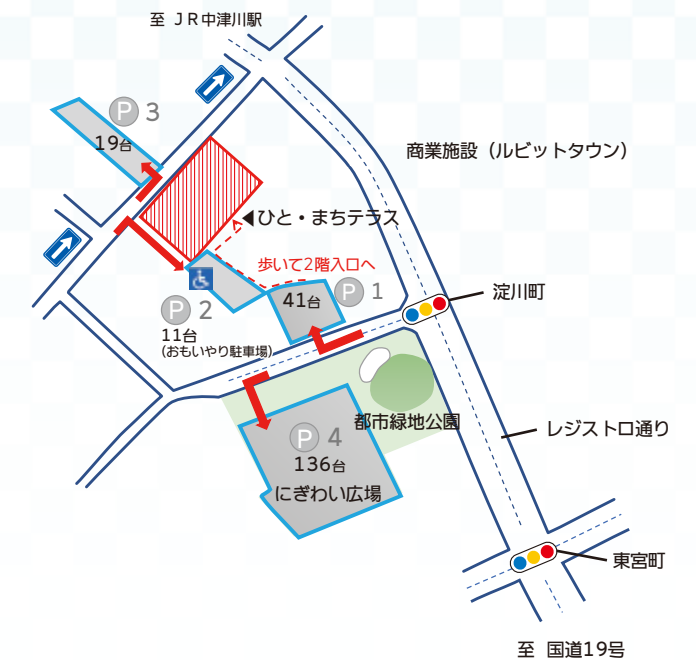 至 JR中津川駅
P 3
19台
商業施設（ルビットタウン）
ひと・まちテラス
歩いて2階入口へ
P 1
41台
淀川町
P 2
11台
（おもいやり駐車場）
都市緑地公園
レジストロ通り
P 4
136台
にぎわい広場
東宮町
至 国道19号